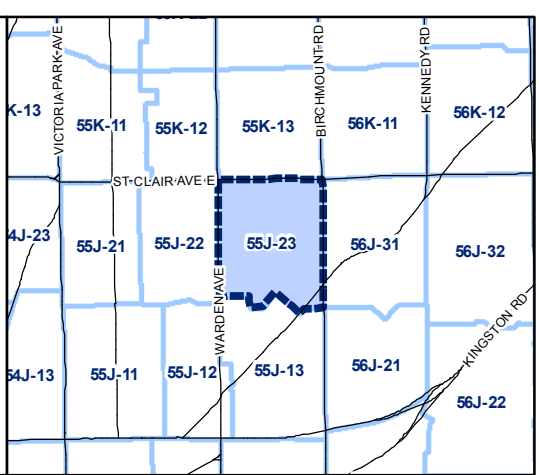 VICTORIA PARK AVE
BIRCHMOUNT RD
KENNEDY RD
K-13
55K-11
55K-12
55K-13
56K-11
56K-12
ST CLAIR AVE E
4J-23
55J-21
55J-22
55J-23
56J-31
56J-32
WARDEN AVE
KINGSTON RD
54J-13
55J-11
55J-12
55J-13
56J-21
56J-22